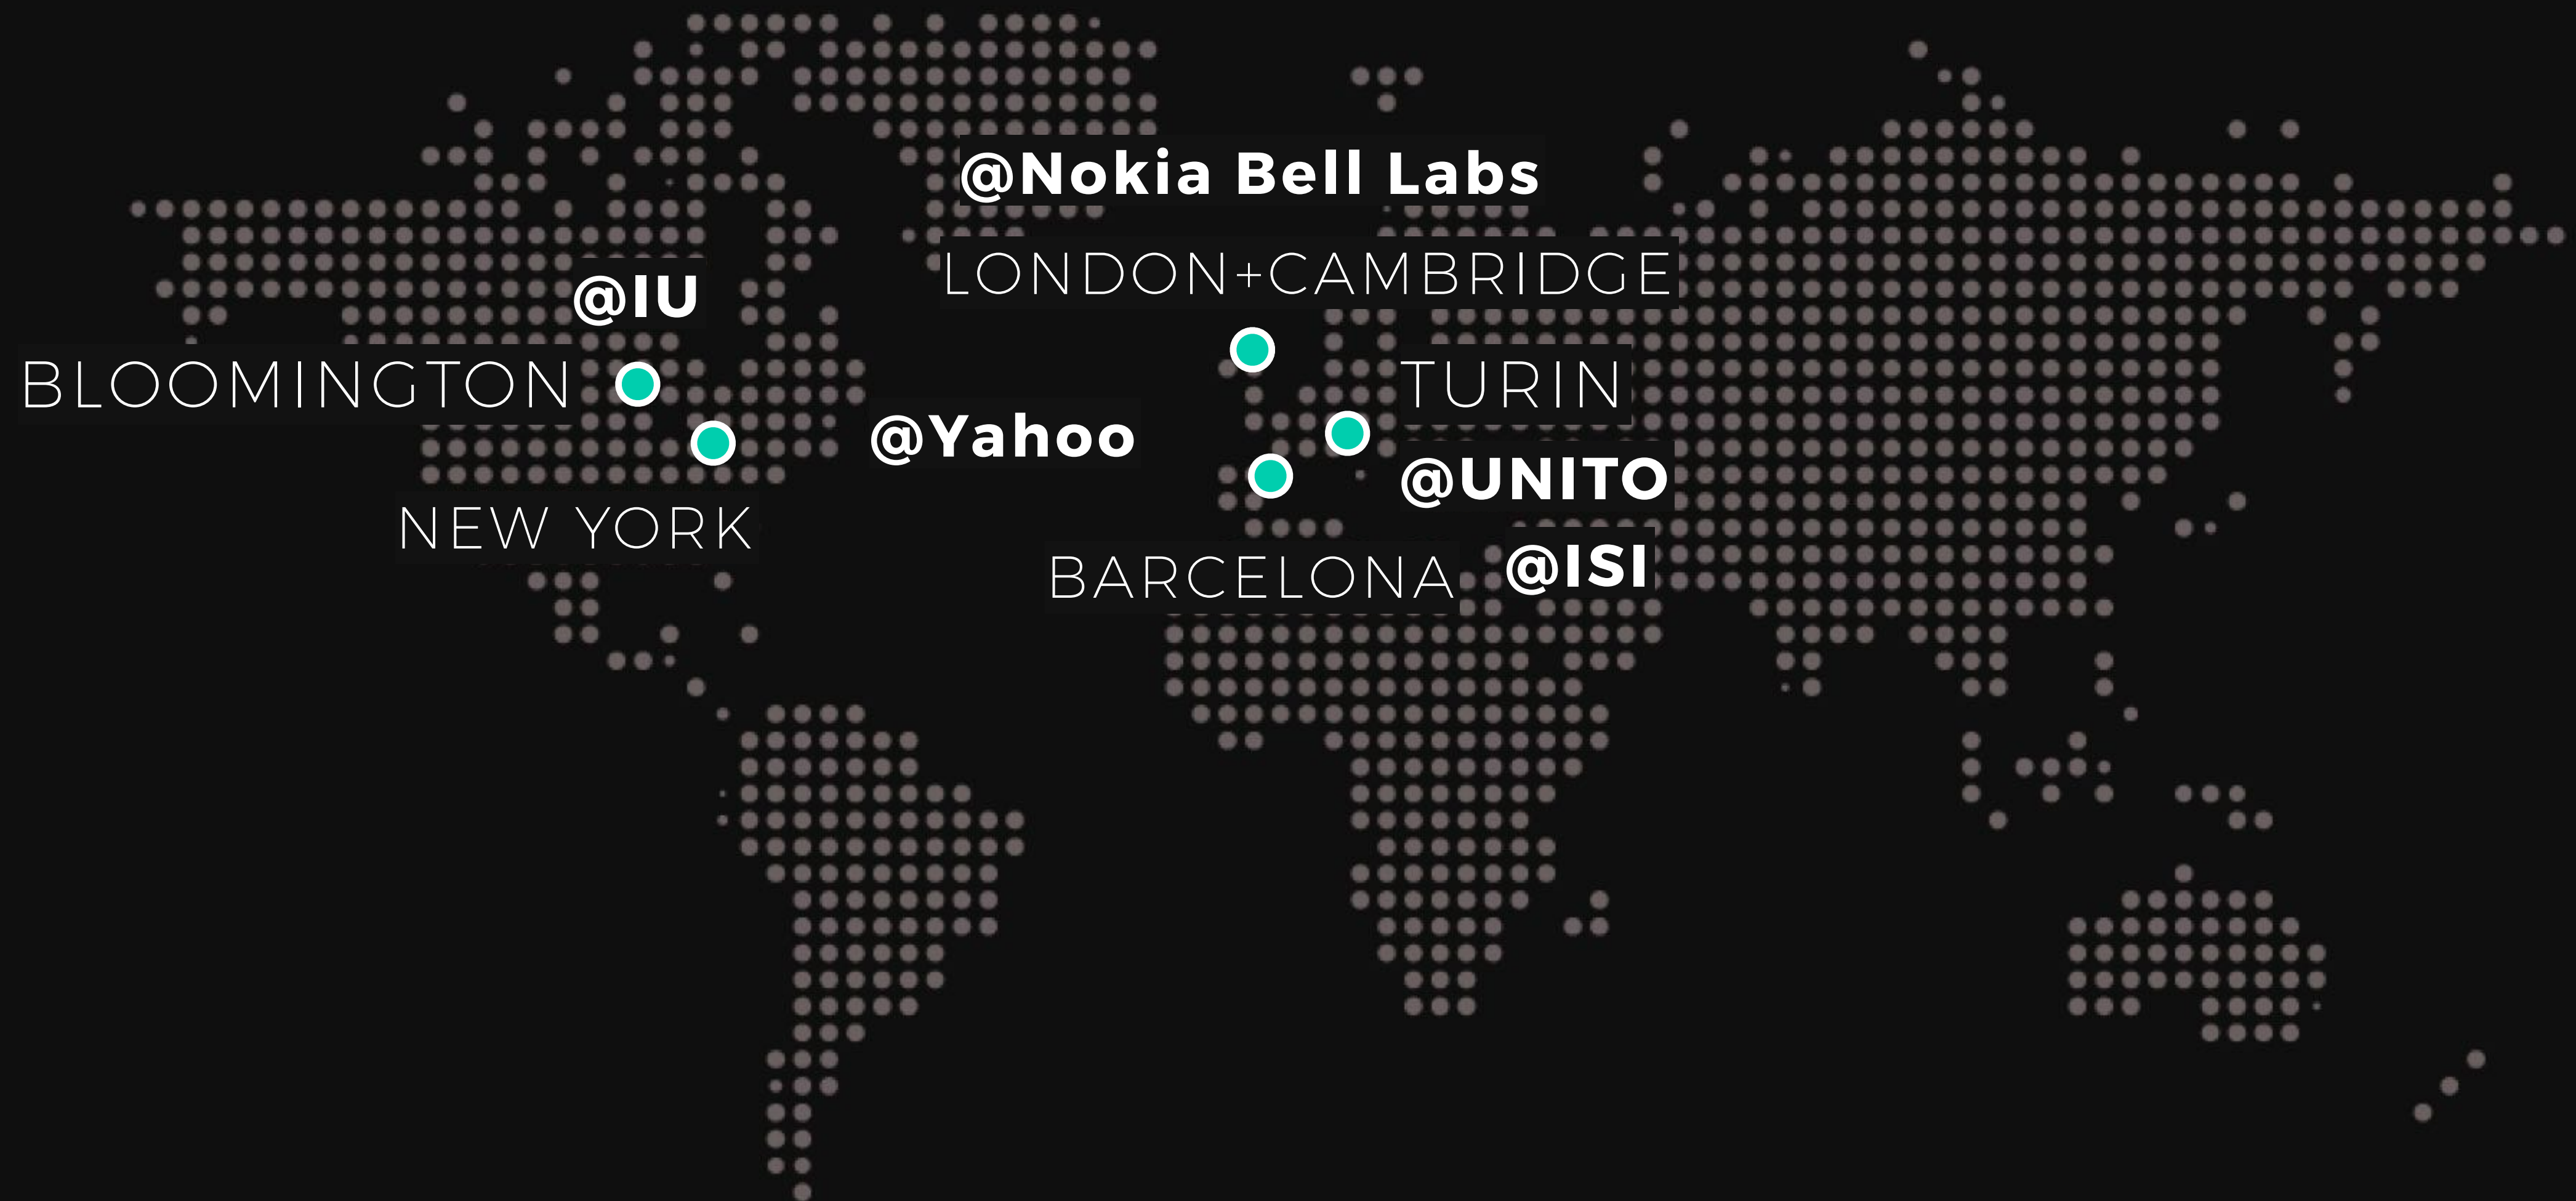 @Nokia Bell Labs
LONDON+CAMBRIDGE
@IU
BLOOMINGTON
TURIN
@Yahoo
@UNITO
NEW YORK
@ISI
BARCELONA